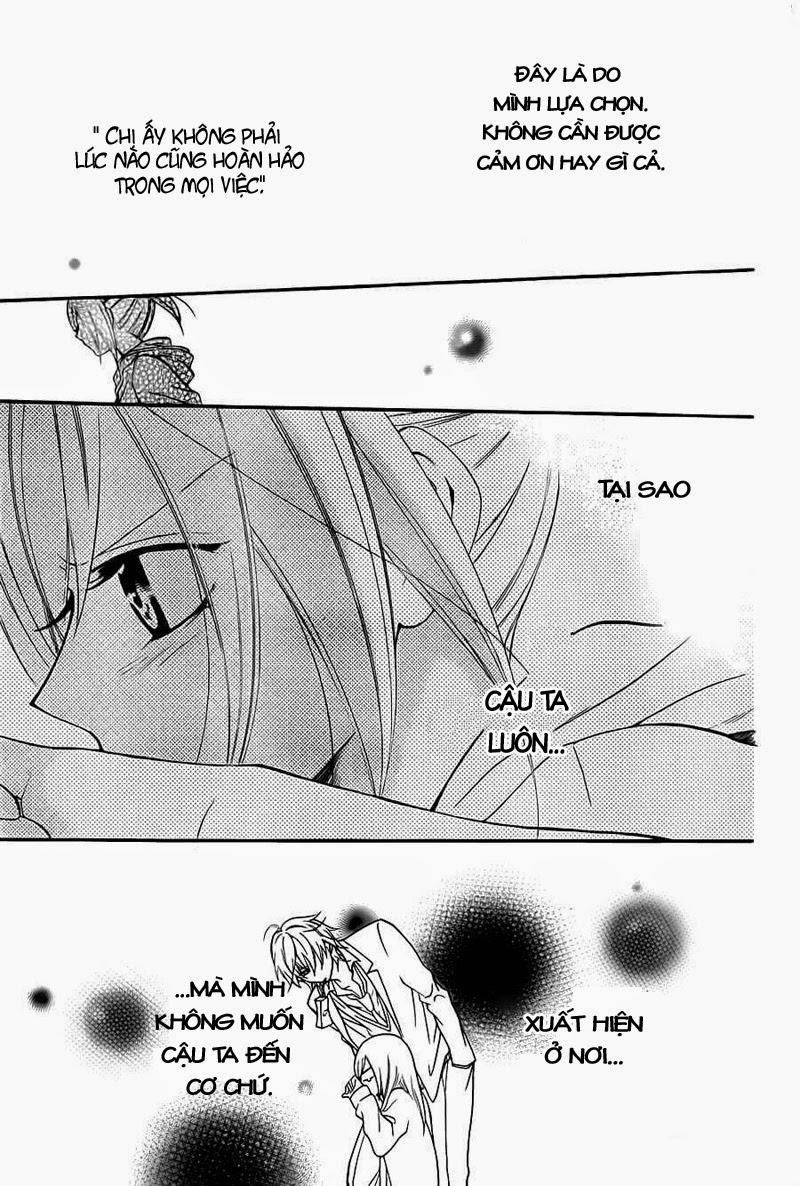 ĐÂY LÀ DO
MÌNH LỰA CHỌN.
KHÔNG CẦN ĐƯỢC
CẢM ƠN HAY GÌ CẢ.
" CHỊ ẤY KHÔNG PHẢI
LÚC NÀO CŨNG HOÀN HẢO
TRONG MỌI VIỆC".
TẠI SAO
CẬU TA
LUÔN...
XUẤT HIỆN
Ở NƠI...
...MÀ MÌNH
KHÔNG MUỐN
CẬU TA ĐẾN
CƠ CHỨ.